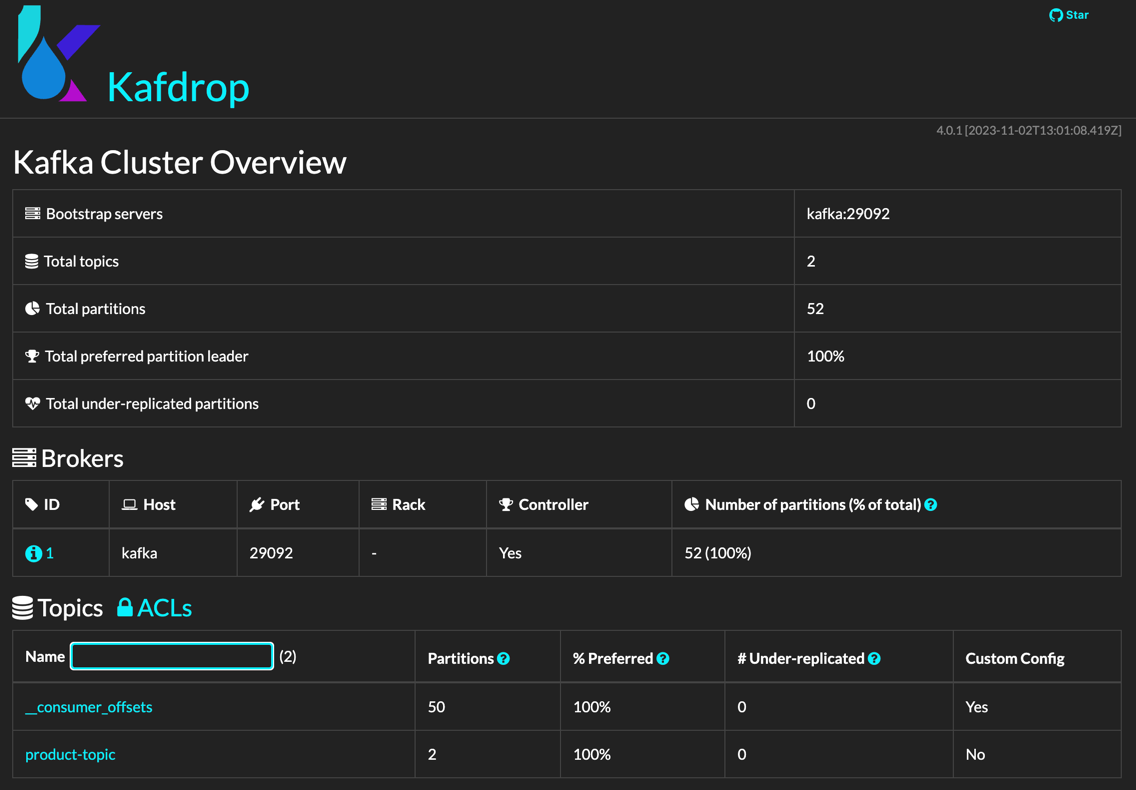 Star
Kafdrop
4.0.1 [2023-11-02T13:01:08.419Z]
Kafka Cluster Overview
Bootstrap servers kafka:29092
Total topics 2
Total partitions 52
Total preferred partition leader 100%
Total under-replicated partitions 0
Brokers
ID Host Port Rack Controller Number of partitions (% of total) ?
1 kafka 29092 - Yes 52 (100%)
Topics ACLs
Name (2) Partitions ? % Preferred ? # Under-replicated ? Custom Config
__consumer_offsets 50 100% 0 Yes
product-topic 2 100% 0 No